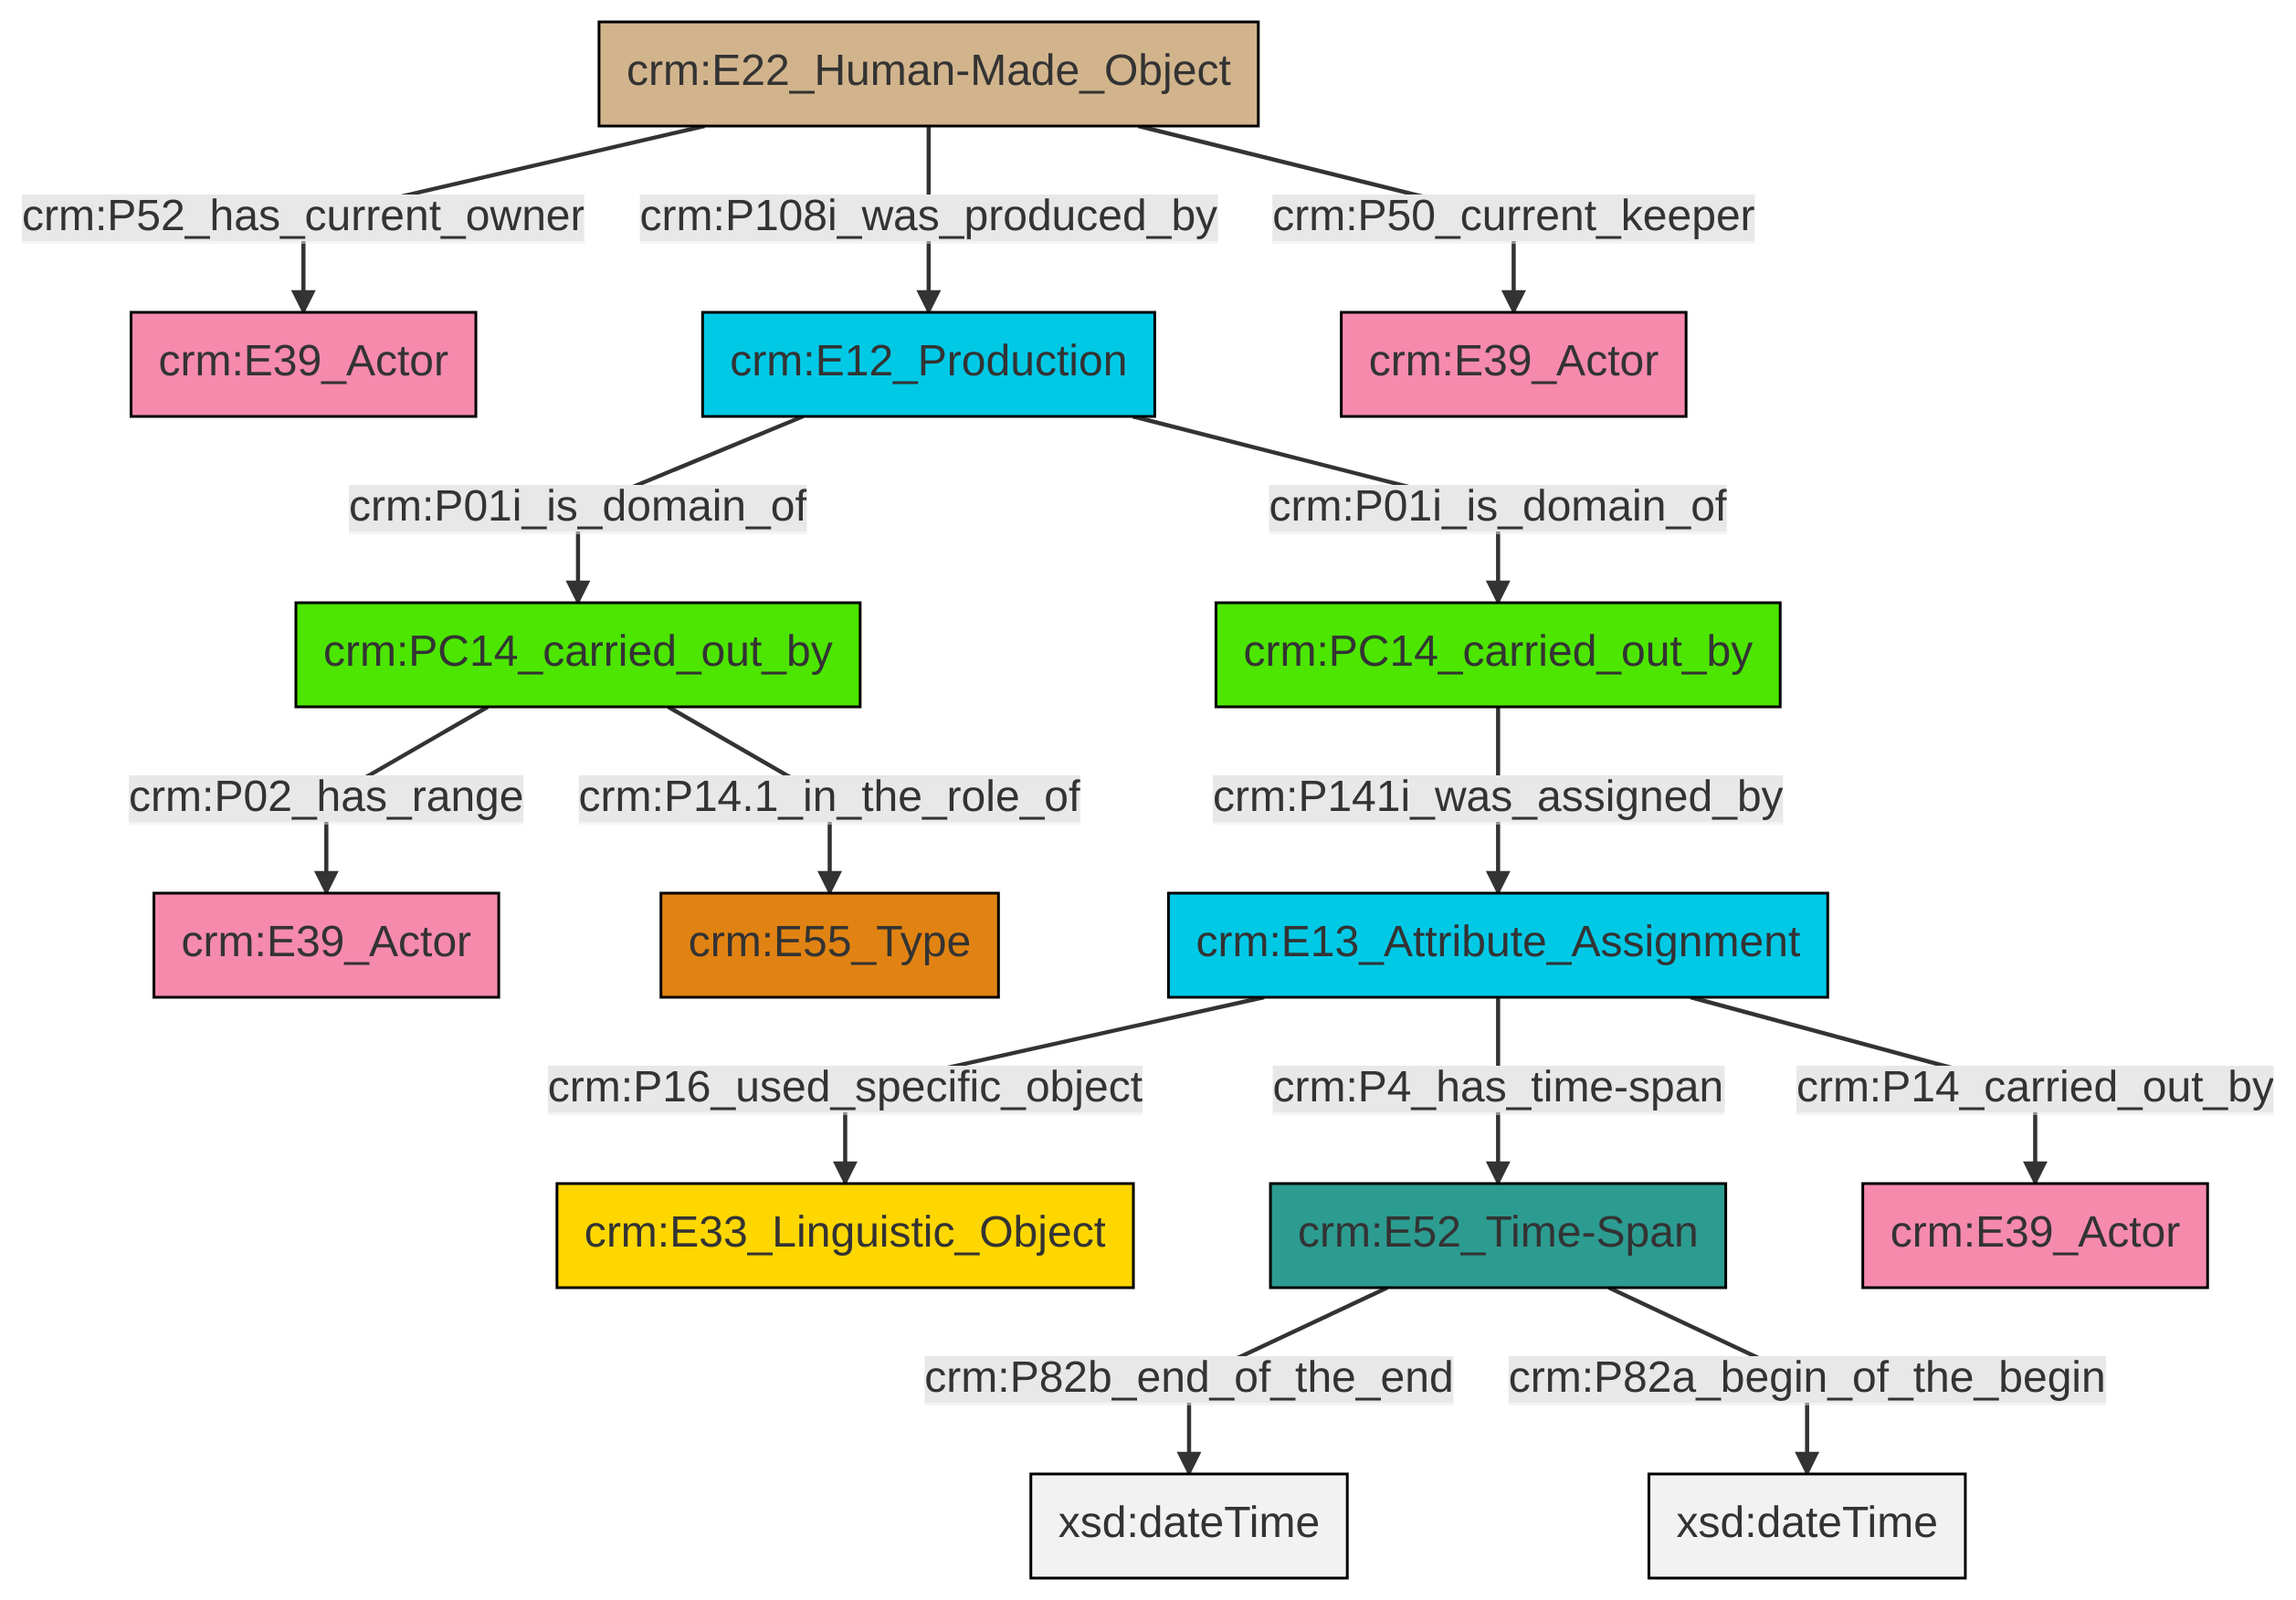 crm:E22_Human-Made_Object
crm:P52_has_current_owner
crm:P108i_was_produced_by
crm:P50_current_keeper
crm:E39_Actor
crm:E12_Production
crm:E39_Actor
crm:P01i_is_domain_of
crm:P01i_is_domain_of
crm:PC14_carried_out_by
crm:PC14_carried_out_by
crm:P02_has_range
crm:P14.1_in_the_role_of
crm:P141i_was_assigned_by
crm:E39_Actor
crm:E55_Type
crm:E13_Attribute_Assignment
crm:P16_used_specific_object
crm:P4_has_time-span
crm:P14_carried_out_by
crm:E33_Linguistic_Object
crm:E52_Time-Span
crm:E39_Actor
crm:P82b_end_of_the_end
crm:P82a_begin_of_the_begin
xsd:dateTime
xsd:dateTime